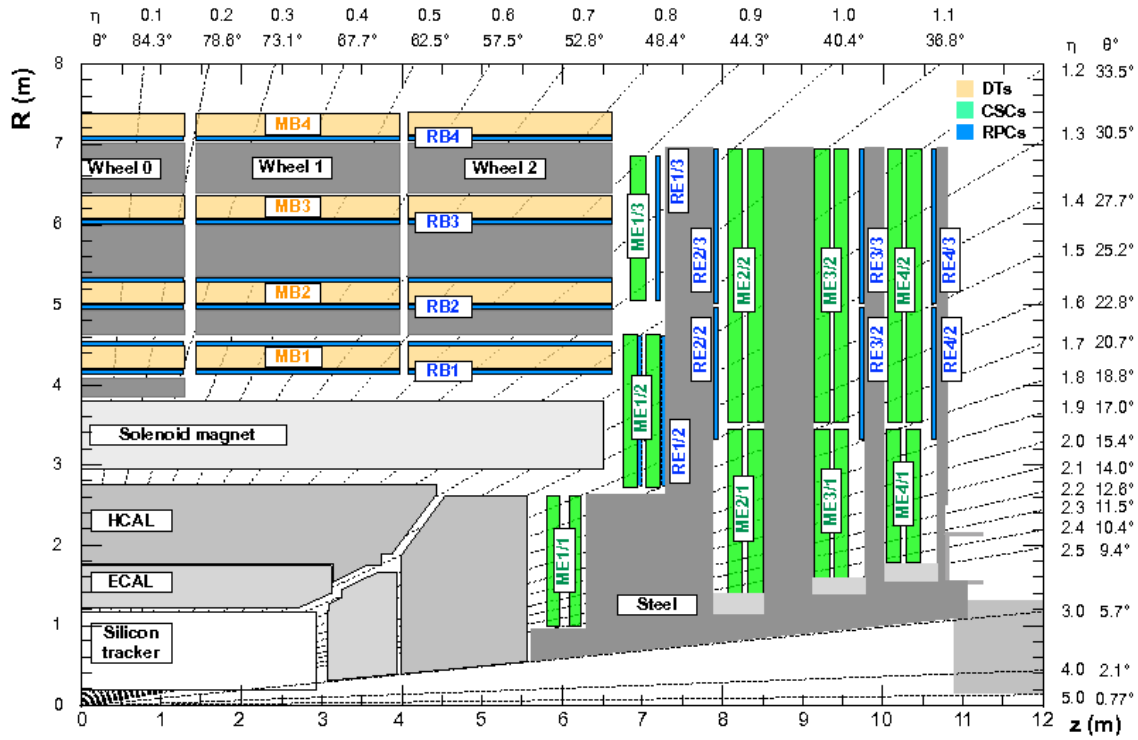 η 0.1 0.2 0.3 0.4 0.5 0.6 0.7 0.8 0.9 1.0 1.1
θ° 84.3° 78.6° 73.1° 67.7° 62.5° 57.5° 52.8° 48.4° 44.3° 40.4° 36.8°
η θ°
1.2 33.5°
1.3 30.5°
1.4 27.7°
1.5 25.2°
1.6 22.8°
1.7 20.7°
1.8 18.8°
1.9 17.0°
2.0 15.4°
2.1 14.0°
2.2 12.6°
2.3 11.5°
2.4 10.4°
2.5 9.4°
3.0 5.7°
4.0 2.1°
5.0 0.77°
R (m)
8
7
6
5
4
3
2
1
0
DTs
CSCs
RPCs
MB4
RB4
Wheel 0
Wheel 1
Wheel 2
MB3
RB3
MB2
RB2
MB1
RB1
Solenoid magnet
HCAL
ECAL
Silicon
tracker
Steel
ME1/3
RE1/3
ME1/2
RE1/2
ME1/1
RE2/3
RE2/2
ME2/2
ME2/1
ME3/2
ME3/1
RE3/3
RE3/2
ME4/2
ME4/1
RE4/3
RE4/2
0 1 2 3 4 5 6 7 8 9 10 11 12
z (m)